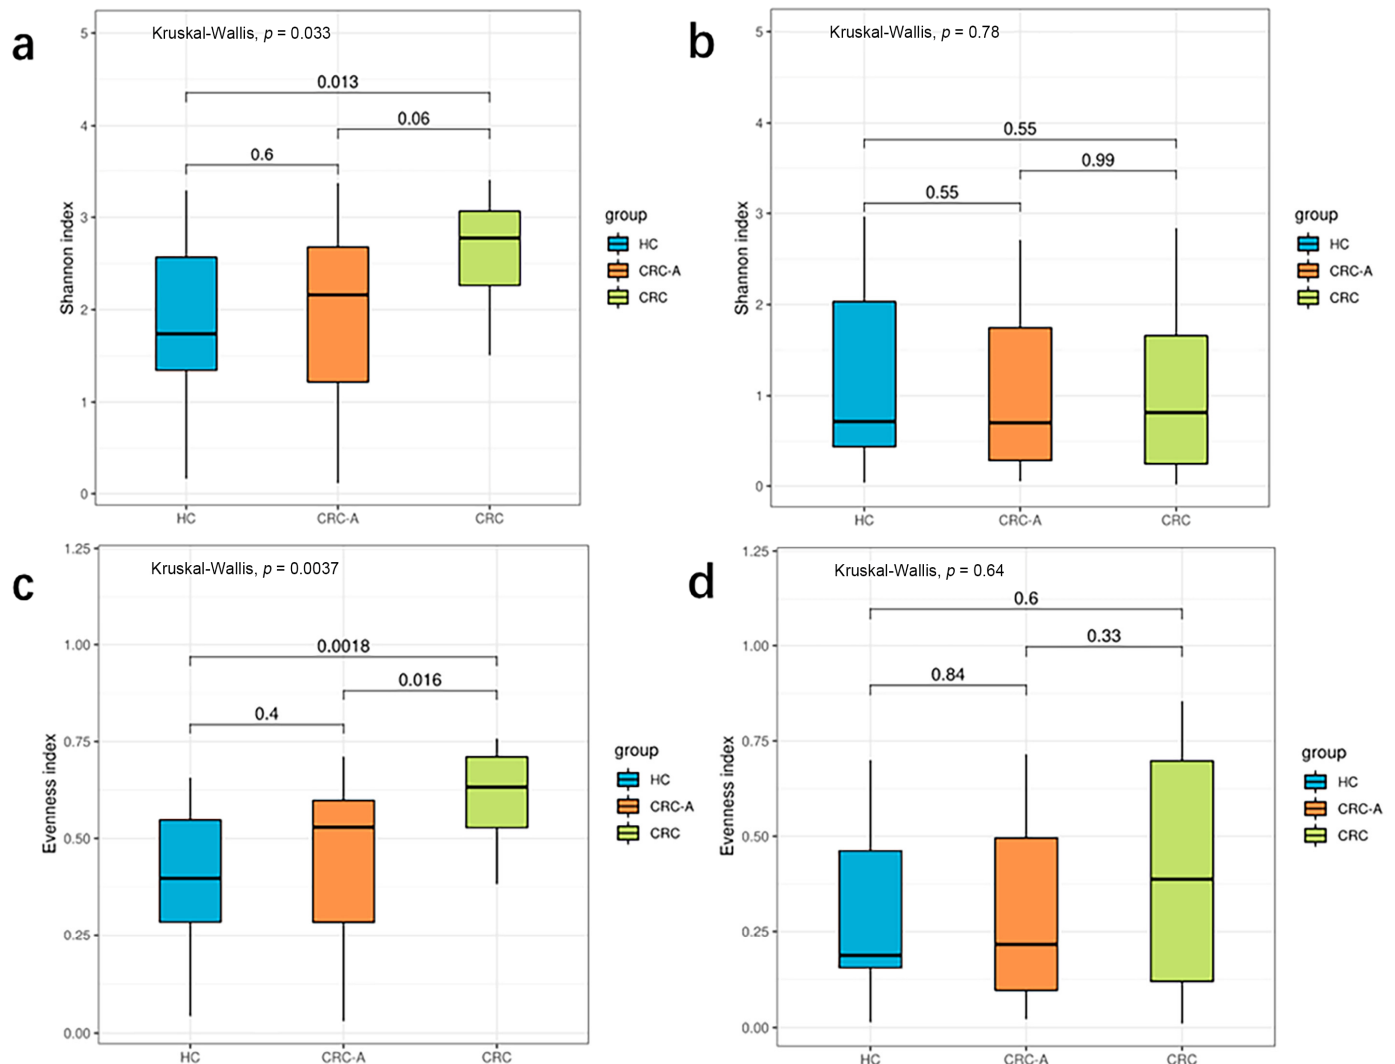 a
Kruskal-Wallis, p = 0.033
5
4
3
2
1
0
Shannon index
0.013
0.06
0.6
HC
CRC-A
CRC
group
HC
CRC-A
CRC
b
Kruskal-Wallis, p = 0.78
5
4
3
2
1
0
Shannon index
0.55
0.99
0.55
HC
CRC-A
CRC
group
HC
CRC-A
CRC
c
Kruskal-Wallis, p = 0.0037
1.25
1.00
0.75
0.50
0.25
0.00
Evenness index
0.0018
0.016
0.4
HC
CRC-A
CRC
group
HC
CRC-A
CRC
d
Kruskal-Wallis, p = 0.64
1.25
1.00
0.75
0.50
0.25
0.00
Evenness index
0.6
0.33
0.84
HC
CRC-A
CRC
group
HC
CRC-A
CRC